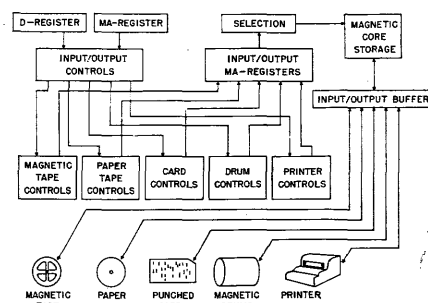 D-REGISTER
MA-REGISTER
SELECTION
MAGNETIC
CORE
STORAGE
INPUT/OUTPUT
CONTROLS
INPUT/OUTPUT
MA-REGISTERS
INPUT/OUTPUT BUFFER
MAGNETIC
TAPE
CONTROLS
PAPER
TAPE
CONTROLS
CARD
CONTROLS
DRUM
CONTROLS
PRINTER
CONTROLS
MAGNETIC
PAPER
PUNCHED
MAGNETIC
PRINTER